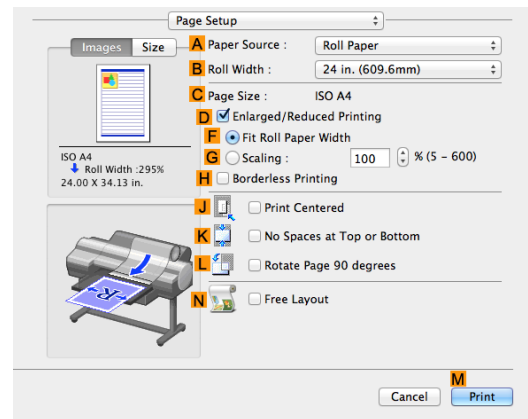 Page Setup
Images Size
A Paper Source : Roll Paper
B Roll Width : 24 in. (609.6mm)
C Page Size : ISO A4
D Enlarged/Reduced Printing
F Fit Roll Paper Width
G Scaling : 100 % (5 - 600)
H Borderless Printing
ISO A4
Roll Width :295%
24.00 X 34.13 in.
J Print Centered
K No Spaces at Top or Bottom
L Rotate Page 90 degrees
N Free Layout
R
M
Cancel Print